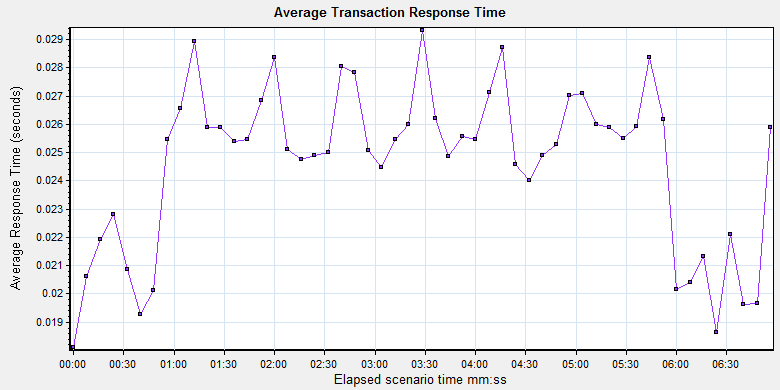 Average Transaction Response Time
Average Response Time (seconds)
0.029
0.028
0.027
0.026
0.025
0.024
0.023
0.022
0.021
0.02
0.019
00:00 00:30 01:00 01:30 02:00 02:30 03:00 03:30 04:00 04:30 05:00 05:30 06:00 06:30
Elapsed scenario time mm:ss